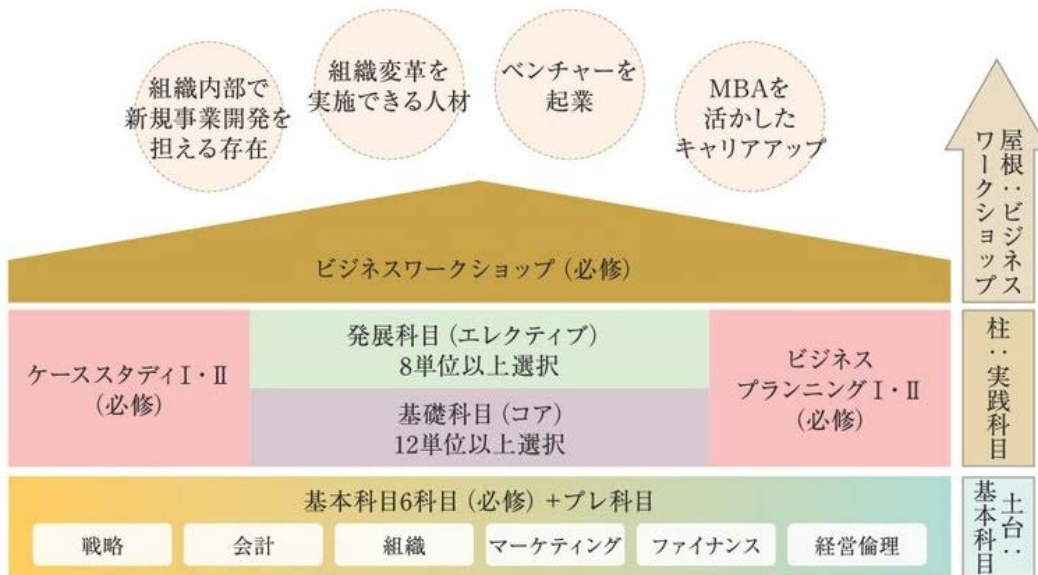 組織内部で
新規事業開発を
担える存在
組織変革を
実施できる人材
ベンチャーを
起業
MBAを
活かした
キャリアアップ
屋根：ビジネス
ワークショップ
ビジネスワークショップ（必修）
ケーススタディⅠ・Ⅱ
（必修）
発展科目（エレクティブ）
8単位以上選択
基礎科目（コア）
12単位以上選択
ビジネス
プランニングⅠ・Ⅱ
（必修）
柱：実践科目
基本科目6科目（必修）+プレ科目
戦略
会計
組織
マーケティング
ファイナンス
経営倫理
土台：
基本科目